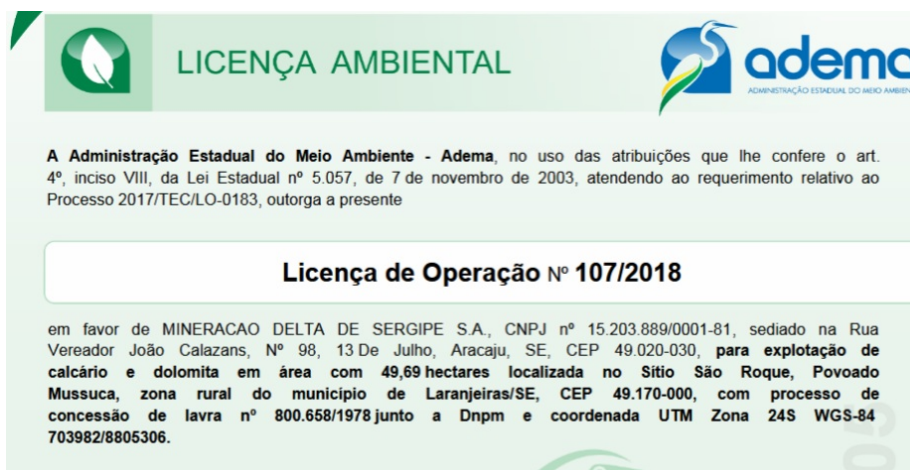 LICENÇA AMBIENTAL
adema
ADMINISTRAÇÃO ESTADUAL DO MEIO
A Administração Estadual do Meio Ambiente - Adema, no uso das atribuições que lhe confere o art.
4º, inciso VIII, da Lei Estadual nº 5.057, de 7 de novembro de 2003, atendendo ao requerimento relativo ao
Processo 2017/TEC/LO-0183, outorga a presente
Licença de Operação Nº 107/2018
em favor de MINERACAO DELTA DE SERGIPE S.A., CNPJ nº 15.203.889/0001-81, sediado na Rua
Vereador João Calazans, Nº 98, 13 De Julho, Aracaju, SE, CEP 49.020-030, para explotação de
calcário e dolomita em área com 49,69 hectares localizada no Sítio São Roque, Povoado
Mussuca, zona rural do município de Laranjeiras/SE, CEP 49.170-000, com processo de
concessão de lavra nº 800.658/1978 junto a Dnpm e coordenada UTM Zona 24S WGS-84
703982/8805306.